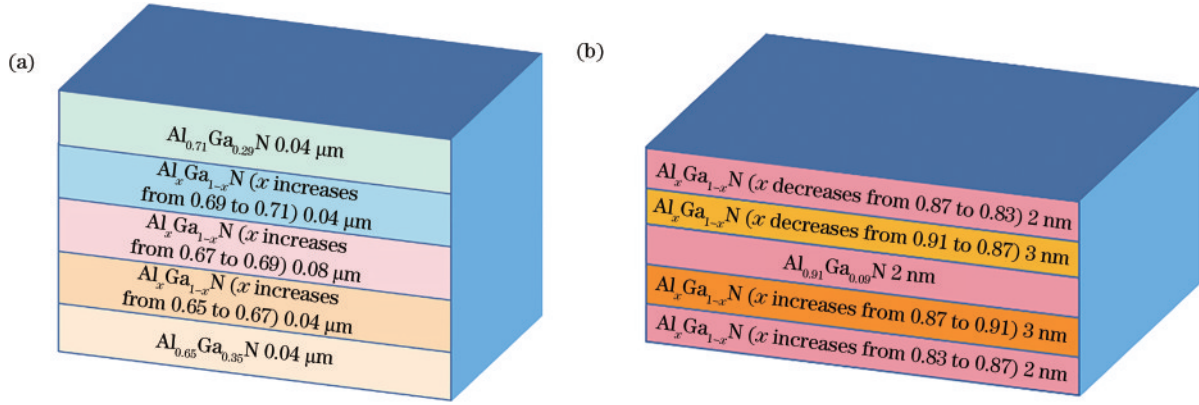 (a)
Al₀.₇₁Ga₀.₂₉N 0.04 μm
AlₓGa₁₋ₓN (x increases
from 0.69 to 0.71) 0.04 μm
AlₓGa₁₋ₓN (x increases
from 0.67 to 0.69) 0.08 μm
AlₓGa₁₋ₓN (x increases
from 0.65 to 0.67) 0.04 μm
Al₀.₆₅Ga₀.₃₅N 0.04 μm
(b)
AlₓGa₁₋ₓN (x decreases from 0.87 to 0.83) 2 nm
AlₓGa₁₋ₓN (x decreases from 0.91 to 0.87) 3 nm
Al₀.₉₁Ga₀.₀₉N 2 nm
AlₓGa₁₋ₓN (x increases from 0.87 to 0.91) 3 nm
AlₓGa₁₋ₓN (x increases from 0.83 to 0.87) 2 nm